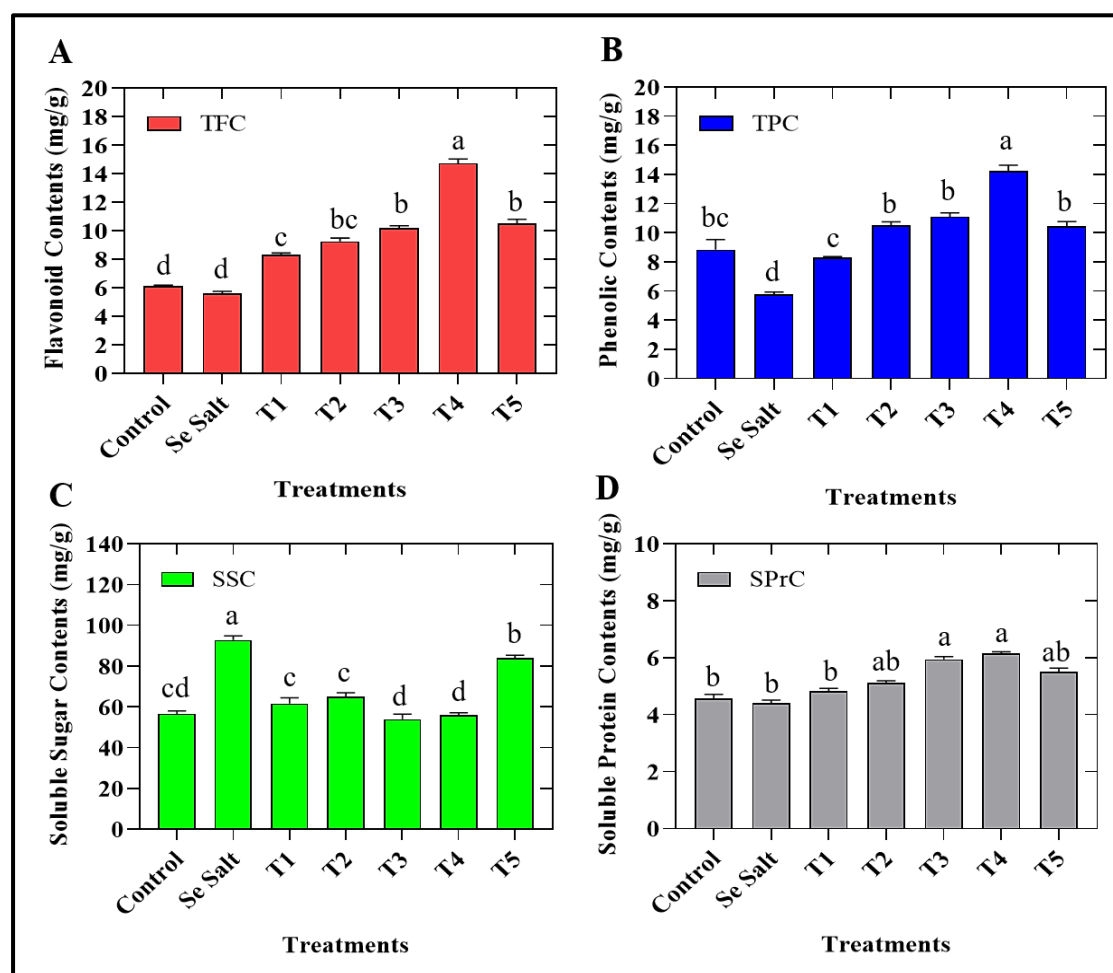 A
Flavonoid Contents (mg/g)
20
18
16
14
12
10
8
6
4
2
0
TFC
d
d
c
bc
b
a
b
Control
Se Salt
T1
T2
T3
T4
T5
Treatments
B
Phenolic Contents (mg/g)
20
18
16
14
12
10
8
6
4
2
0
TPC
bc
d
c
b
b
a
b
Control
Se Salt
T1
T2
T3
T4
T5
Treatments
C
Soluble Sugar Contents (mg/g)
140
120
100
80
60
40
20
0
SSC
cd
a
c
c
d
d
b
Control
Se Salt
T1
T2
T3
T4
T5
Treatments
D
Soluble Protein Contents (mg/g)
10
8
6
4
2
0
SPrC
b
b
b
ab
a
a
ab
Control
Se Salt
T1
T2
T3
T4
T5
Treatments